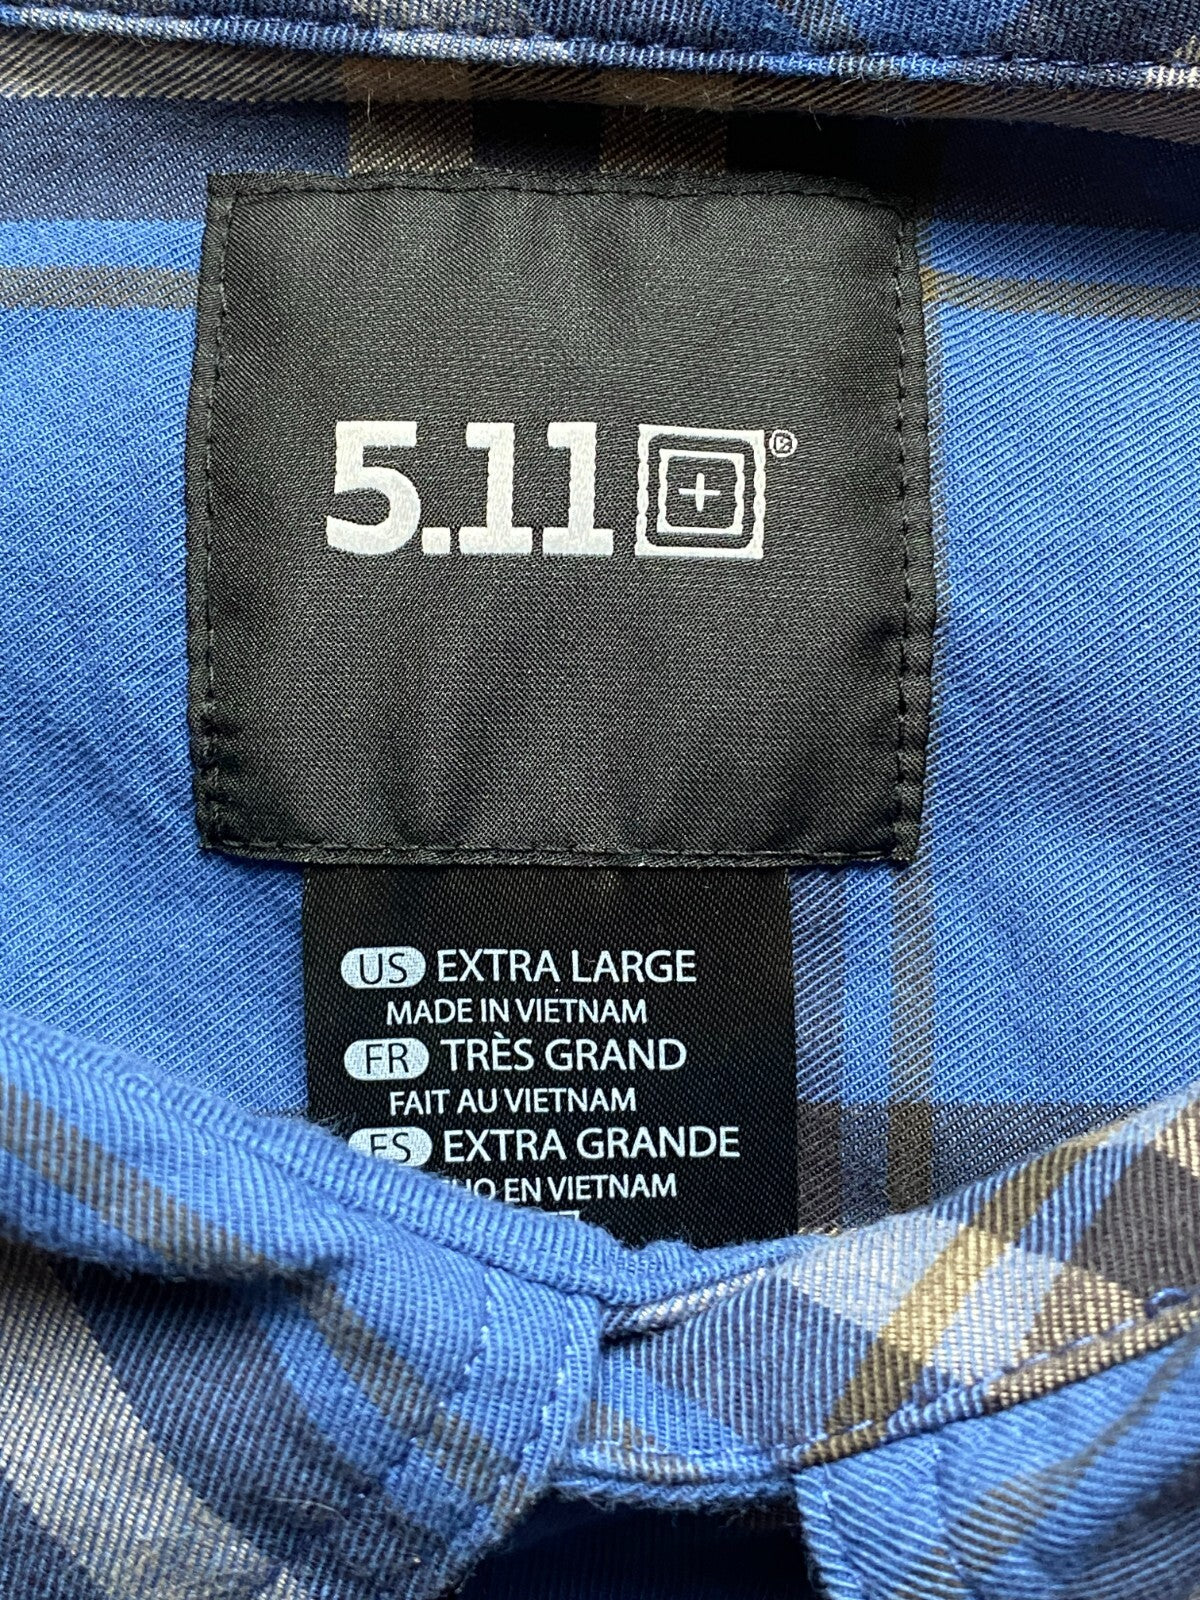 5.11®
US EXTRA LARGE
MADE IN VIETNAM
FR TRÈS GRAND
FAIT AU VIETNAM
ES EXTRA GRANDE
EN VIETNAM